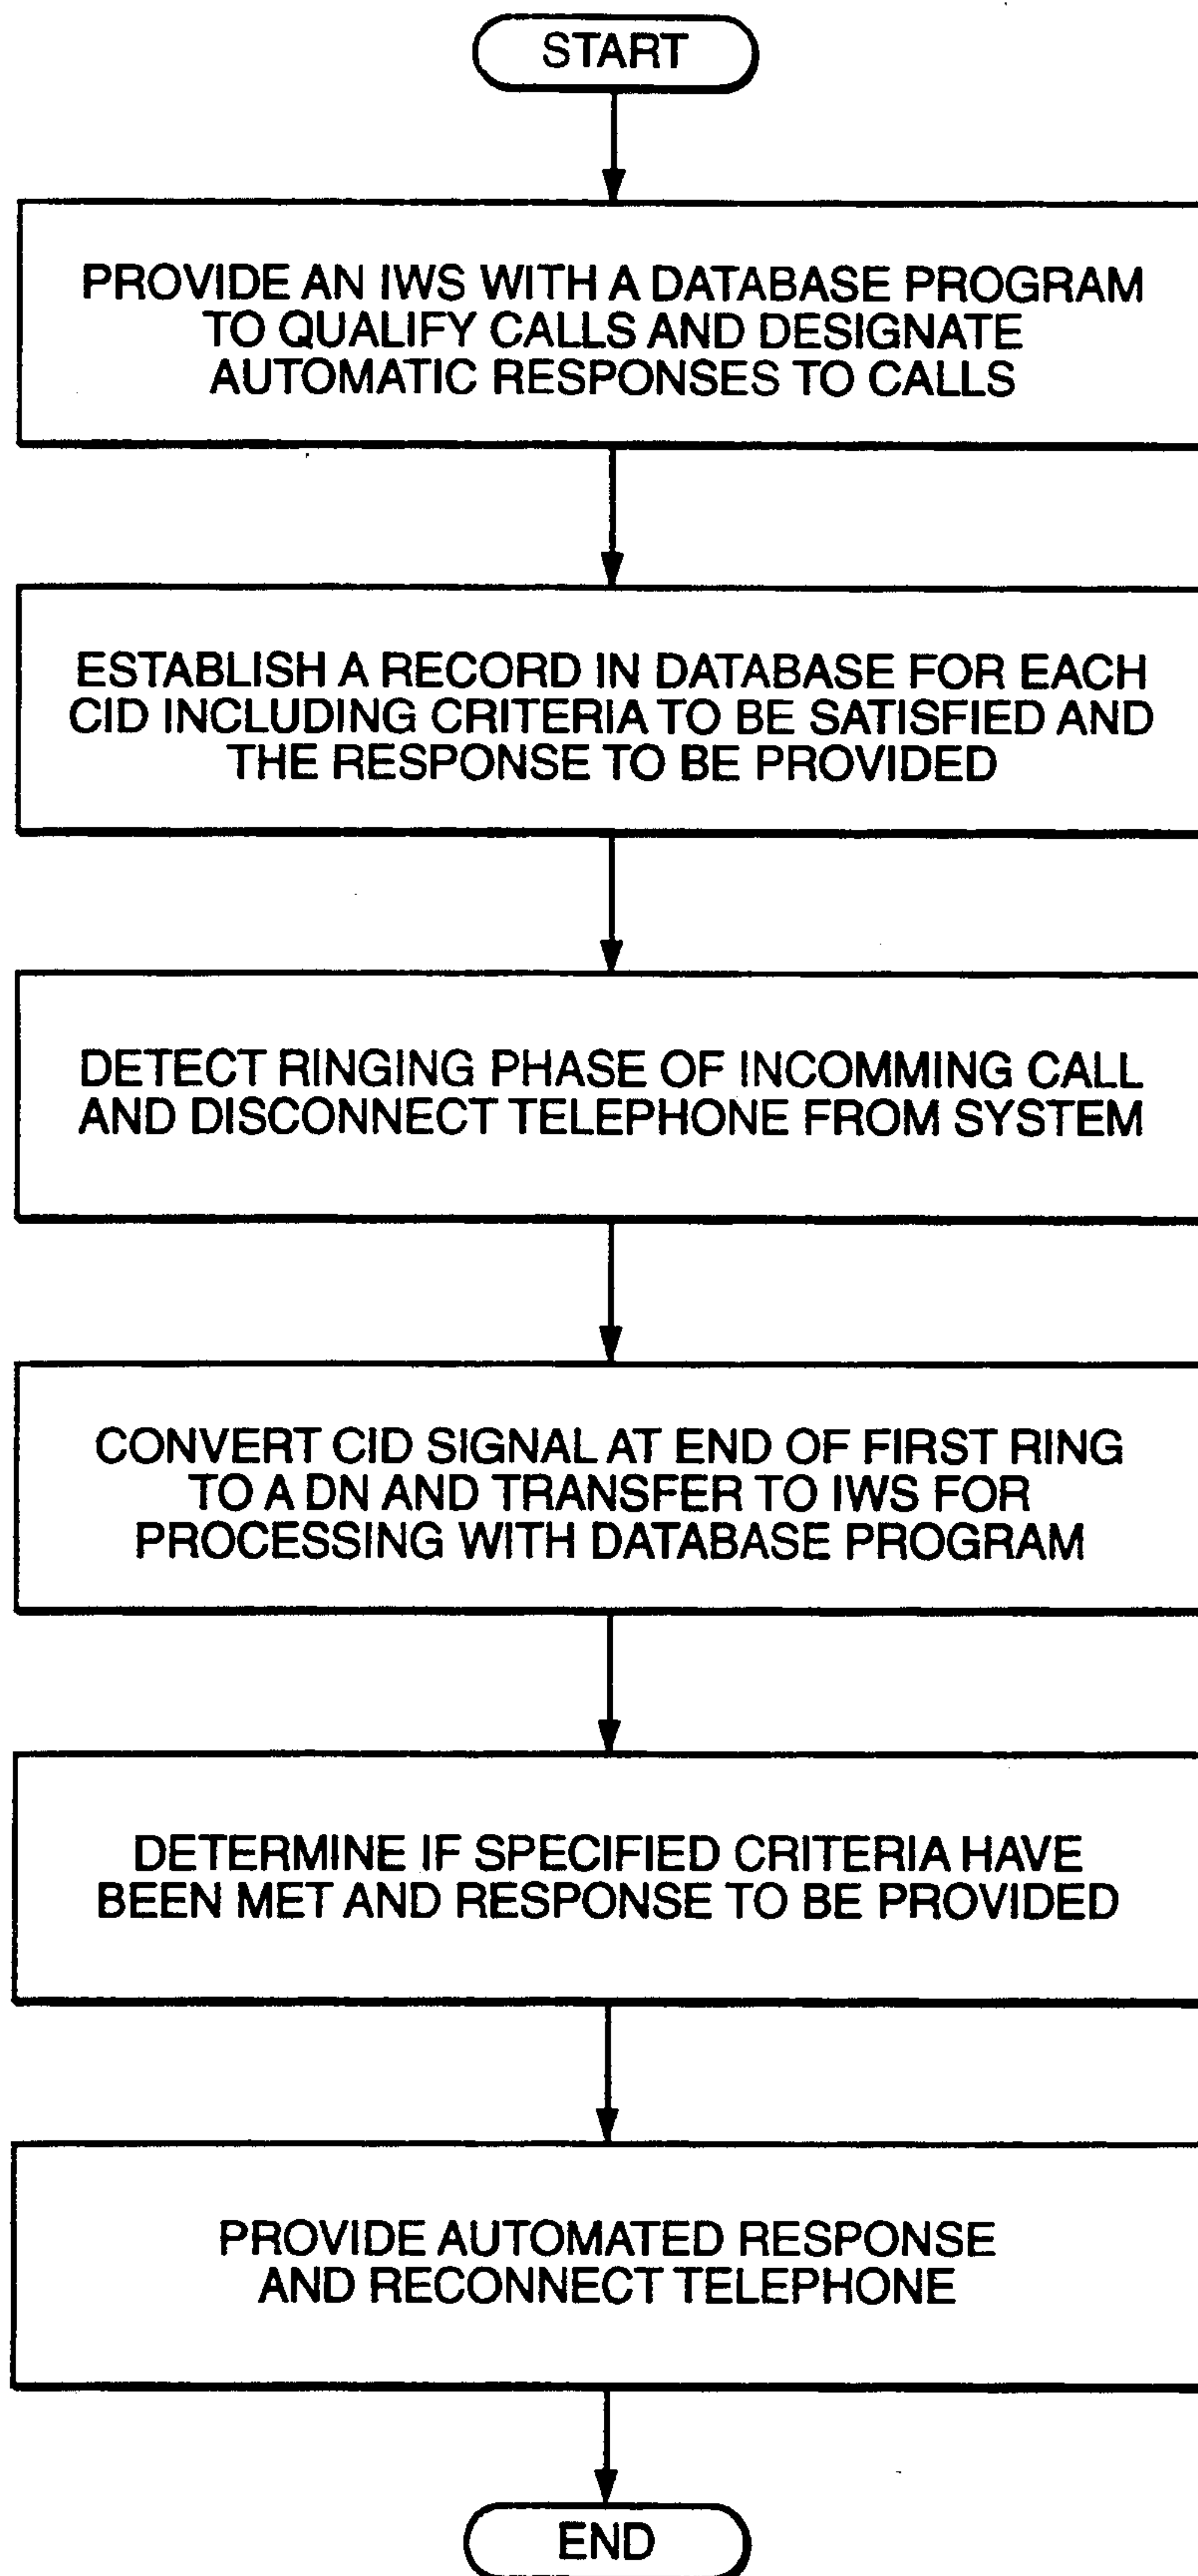 START
PROVIDE AN IWS WITH A DATABASE PROGRAM
TO QUALIFY CALLS AND DESIGNATE
AUTOMATIC RESPONSES TO CALLS
ESTABLISH A RECORD IN DATABASE FOR EACH
CID INCLUDING CRITERIA TO BE SATISFIED AND
THE RESPONSE TO BE PROVIDED
DETECT RINGING PHASE OF INCOMMING CALL
AND DISCONNECT TELEPHONE FROM SYSTEM
CONVERT CID SIGNAL AT END OF FIRST RING
TO A DN AND TRANSFER TO IWS FOR
PROCESSING WITH DATABASE PROGRAM
DETERMINE IF SPECIFIED CRITERIA HAVE
BEEN MET AND RESPONSE TO BE PROVIDED
PROVIDE AUTOMATED RESPONSE
AND RECONNECT TELEPHONE
END